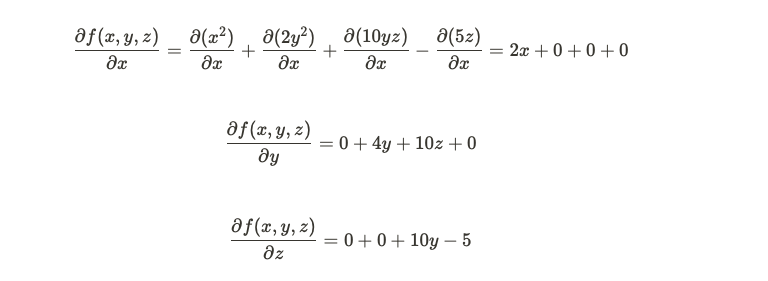 ∂f(x, y, z)/∂x = ∂(x²)/∂x + ∂(2y²)/∂x + ∂(10yz)/∂x − ∂(5z)/∂x = 2x + 0 + 0 + 0
∂f(x, y, z)/∂y = 0 + 4y + 10z + 0
∂f(x, y, z)/∂z = 0 + 0 + 10y − 5